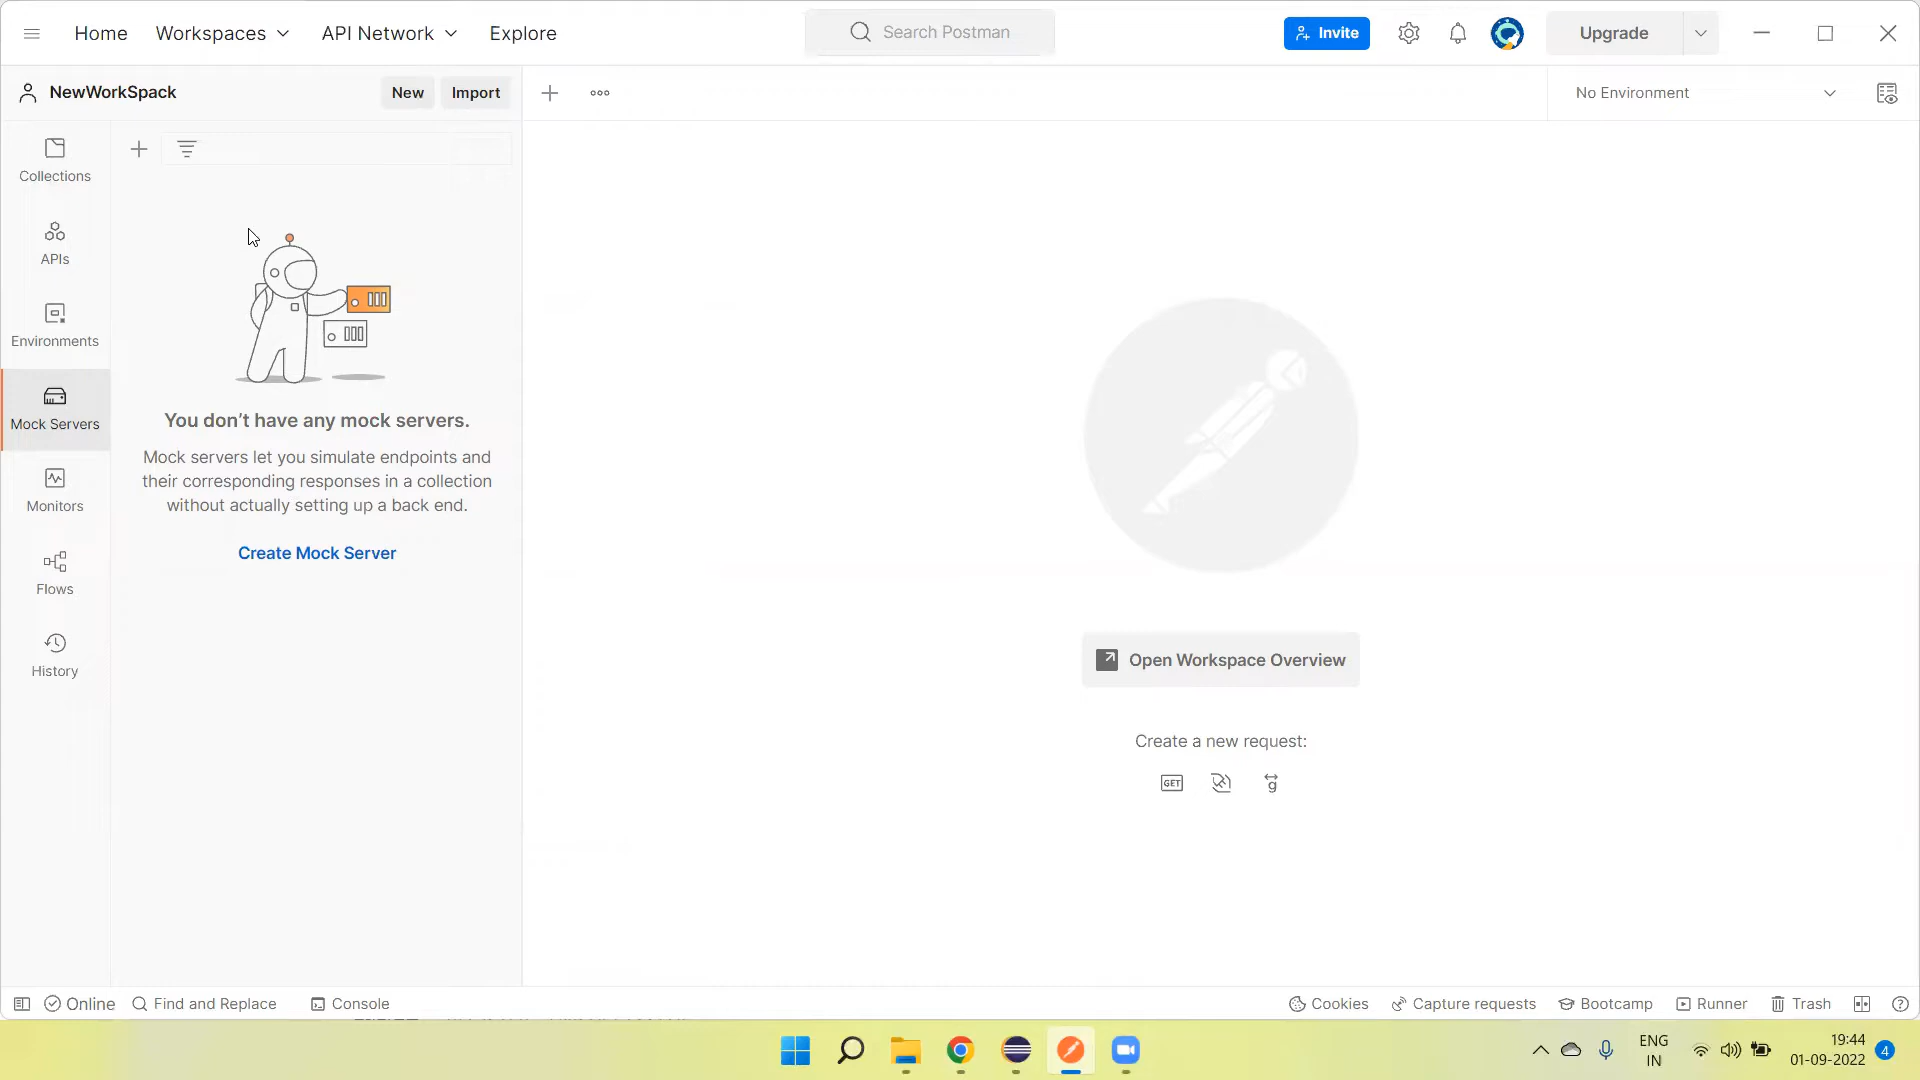 Home
Workspaces
API Network
Explore
Search Postman
Invite
Upgrade
NewWorkSpack
New
Import
No Environment
Collections
APIs
Environments
Mock Servers
Monitors
Flows
History
You don't have any mock servers.
Mock servers let you simulate endpoints and
their corresponding responses in a collection
without actually setting up a back end.
Create Mock Server
Open Workspace Overview
Create a new request:
GET
g
Online
Find and Replace
Console
Cookies
Capture requests
Bootcamp
Runner
Trash
ENG
IN
19:44
01-09-2022
4